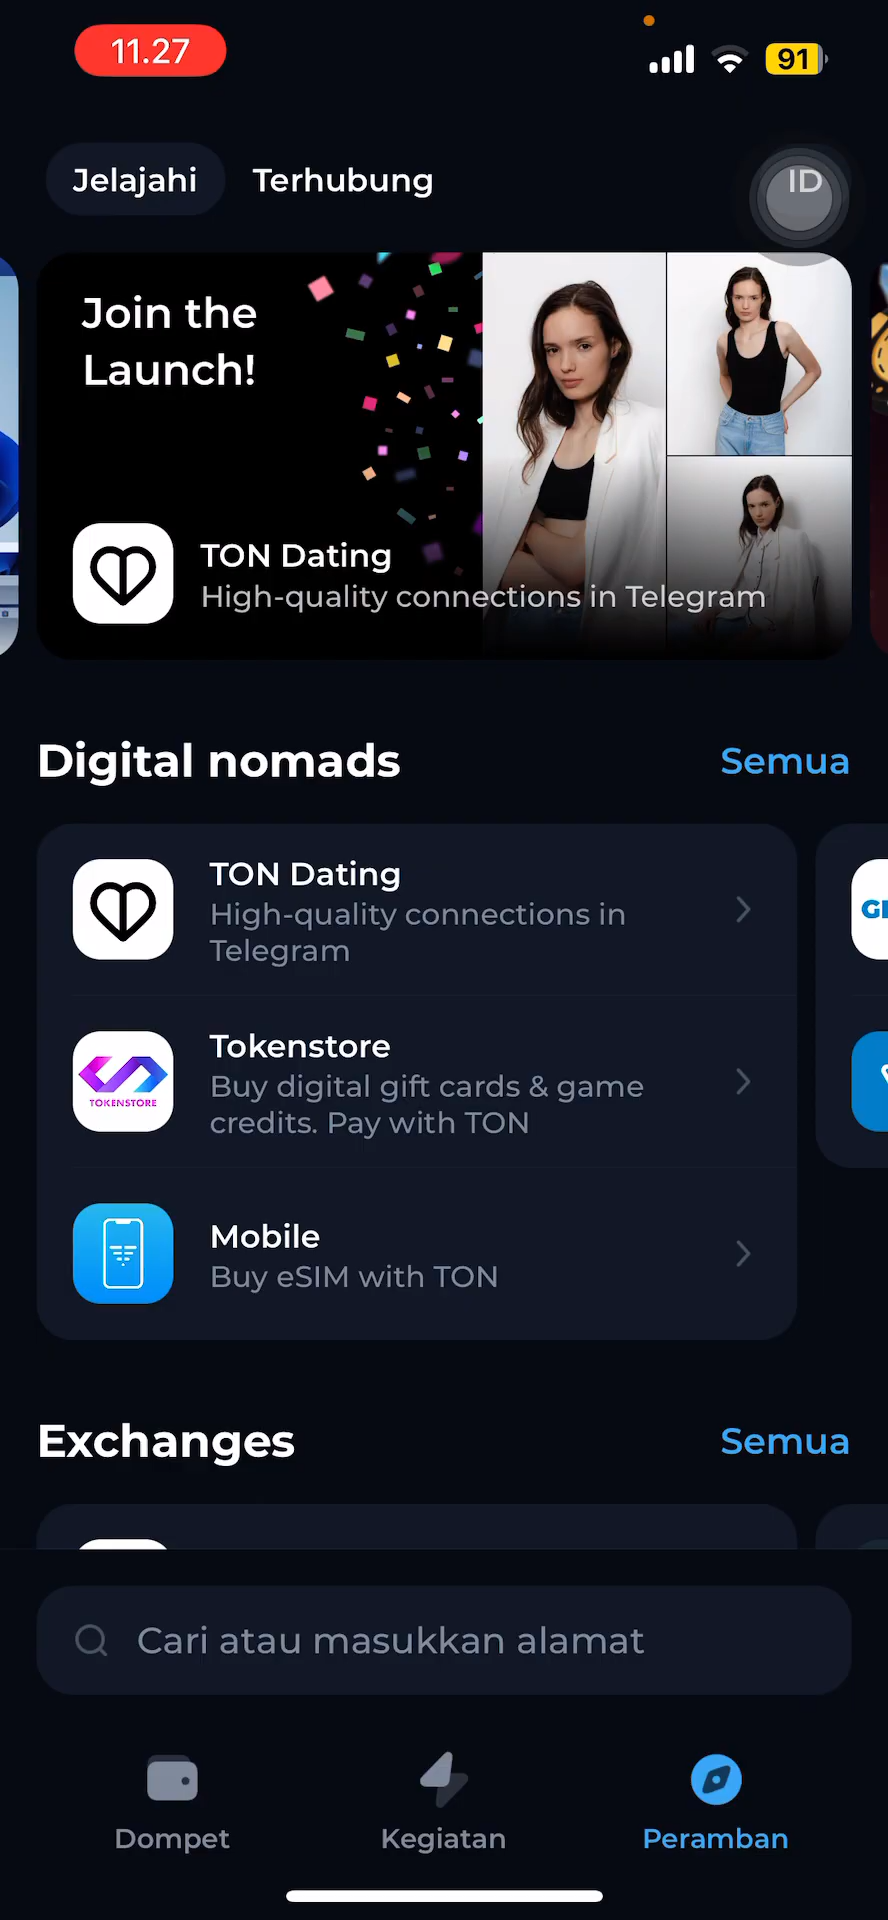 11.27
91
Jelajahi
Terhubung
ID
Join the
Launch!
TON Dating
High-quality connections in Telegram
Digital nomads
Semua
TON Dating
High-quality connections in
Telegram
TOKENSTORE
Tokenstore
Buy digital gift cards & game
credits. Pay with TON
Mobile
Buy eSIM with TON
Exchanges
Semua
Cari atau masukkan alamat
Dompet
Kegiatan
Peramban